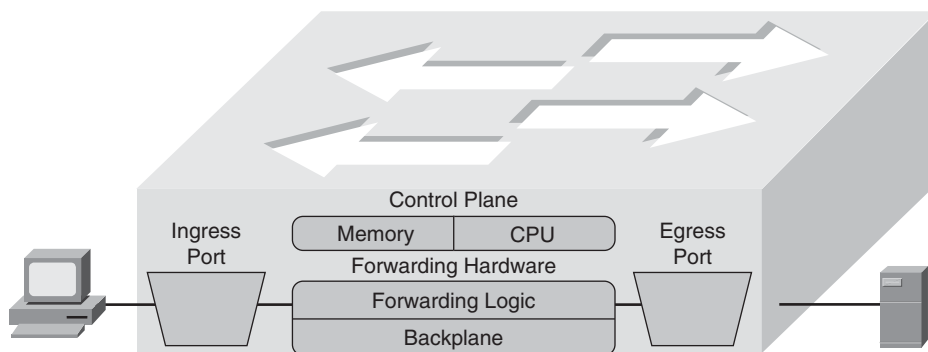 Control Plane
Ingress
Port
Memory
CPU
Egress
Port
Forwarding Hardware
Forwarding Logic
Backplane